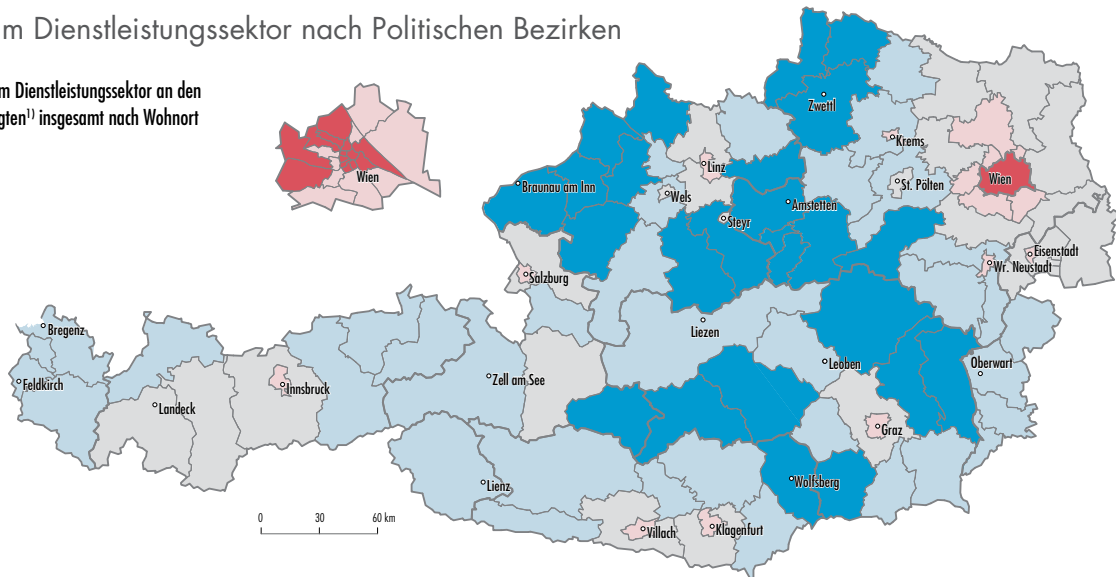 m Dienstleistungssektor nach Politischen Bezirken
m Dienstleistungssektor an den
gten¹⁾ insgesamt nach Wohnort
Wien
Zwettl
Krems
Linz
Wien
St. Pölten
Braunau am Inn
Wels
Amstetten
Steyr
Eisenstadt
Wr. Neustadt
Salzburg
Bregenz
Liezen
Leoben
Oberwart
Feldkirch
Innsbruck
Zell am See
Landeck
Graz
Lienz
Wolfsberg
0 30 60 km
Villach
Klagenfurt